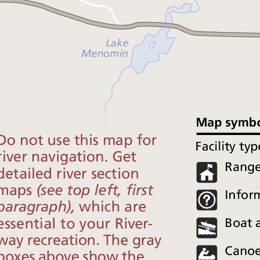 Lake
Menomin
Do not use this map for
river navigation. Get
detailed river section
maps (see top left, first
paragraph), which are
essential to your River-
way recreation. The gray
boxes above show the
Map symbo
Facility type
Range
Inform
Boat a
Canoe